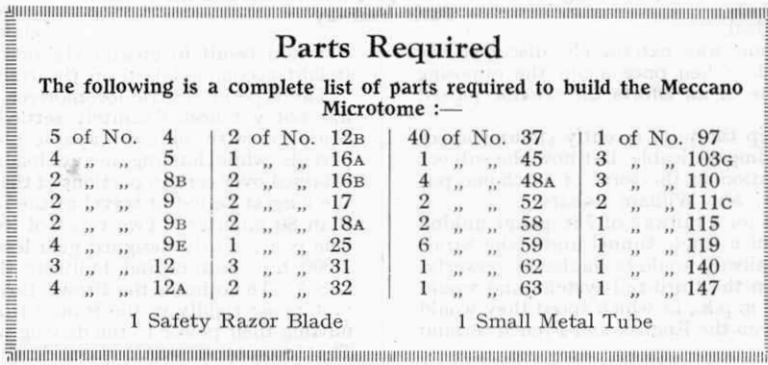 Parts Required
The following is a complete list of parts required to build the Meccano
Microtome :—
5 of No. 4 2 of No. 12B 40 of No. 37 1 of No. 97
4 „ „ 5 1 „ „ 16A 1 „ „ 45 3 „ „ 103G
2 „ „ 8B 2 „ „ 16B 4 „ „ 48A 3 „ „ 110
2 „ „ 9 2 „ „ 17 2 „ „ 52 2 „ „ 111C
2 „ „ 9B 2 „ „ 18A 2 „ „ 58 1 „ „ 115
4 „ „ 9E 1 „ „ 25 6 „ „ 59 4 „ „ 119
3 „ „ 12 3 „ „ 31 1 „ „ 62 1 „ „ 140
4 „ „ 12A 2 „ „ 32 1 „ „ 63 1 „ „ 147
1 Safety Razor Blade 1 Small Metal Tube